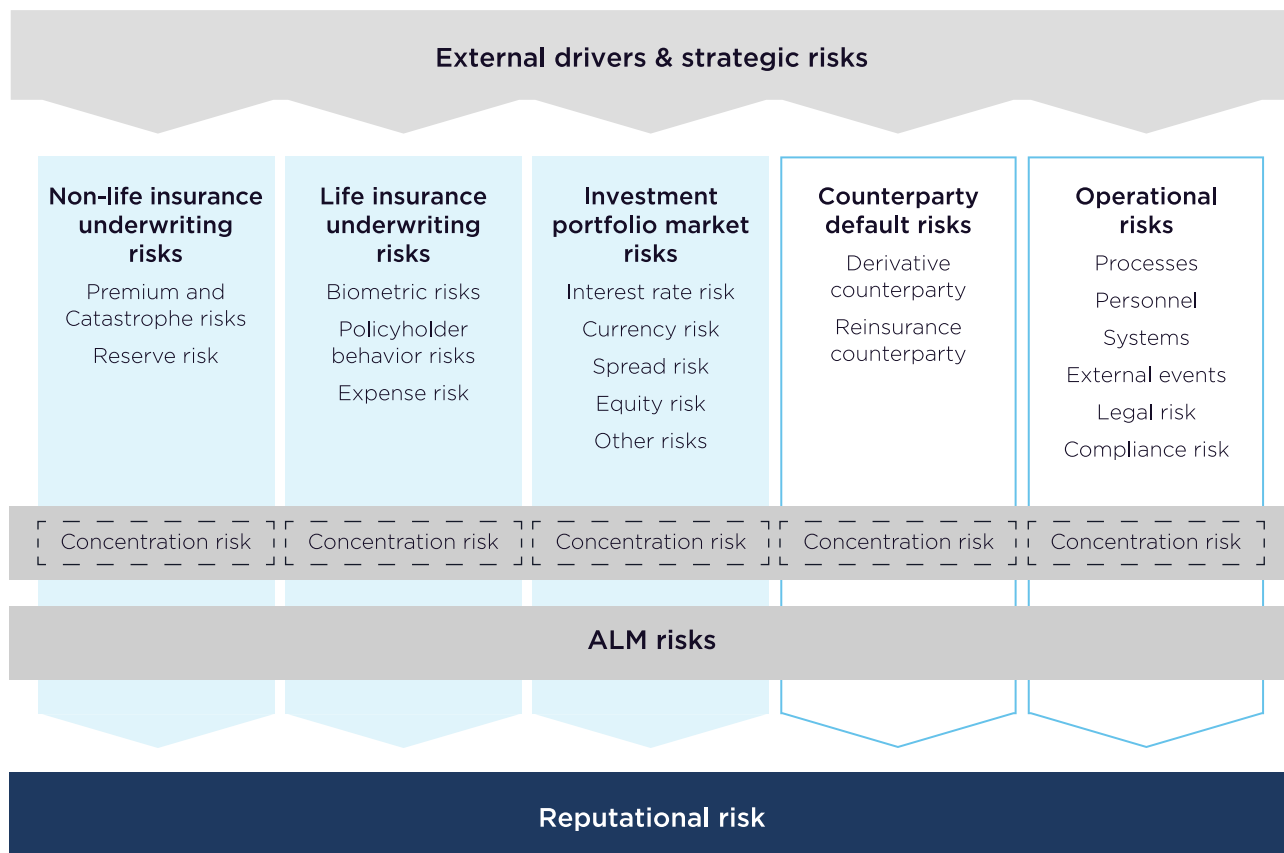 External drivers & strategic risks
Non-life insurance
underwriting
risks
Premium and
Catastrophe risks
Reserve risk
Life insurance
underwriting
risks
Biometric risks
Policyholder
behavior risks
Expense risk
Investment
portfolio market
risks
Interest rate risk
Currency risk
Spread risk
Equity risk
Other risks
Counterparty
default risks
Derivative
counterparty
Reinsurance
counterparty
Operational
risks
Processes
Personnel
Systems
External events
Legal risk
Compliance risk
Concentration risk
Concentration risk
Concentration risk
Concentration risk
Concentration risk
ALM risks
Reputational risk